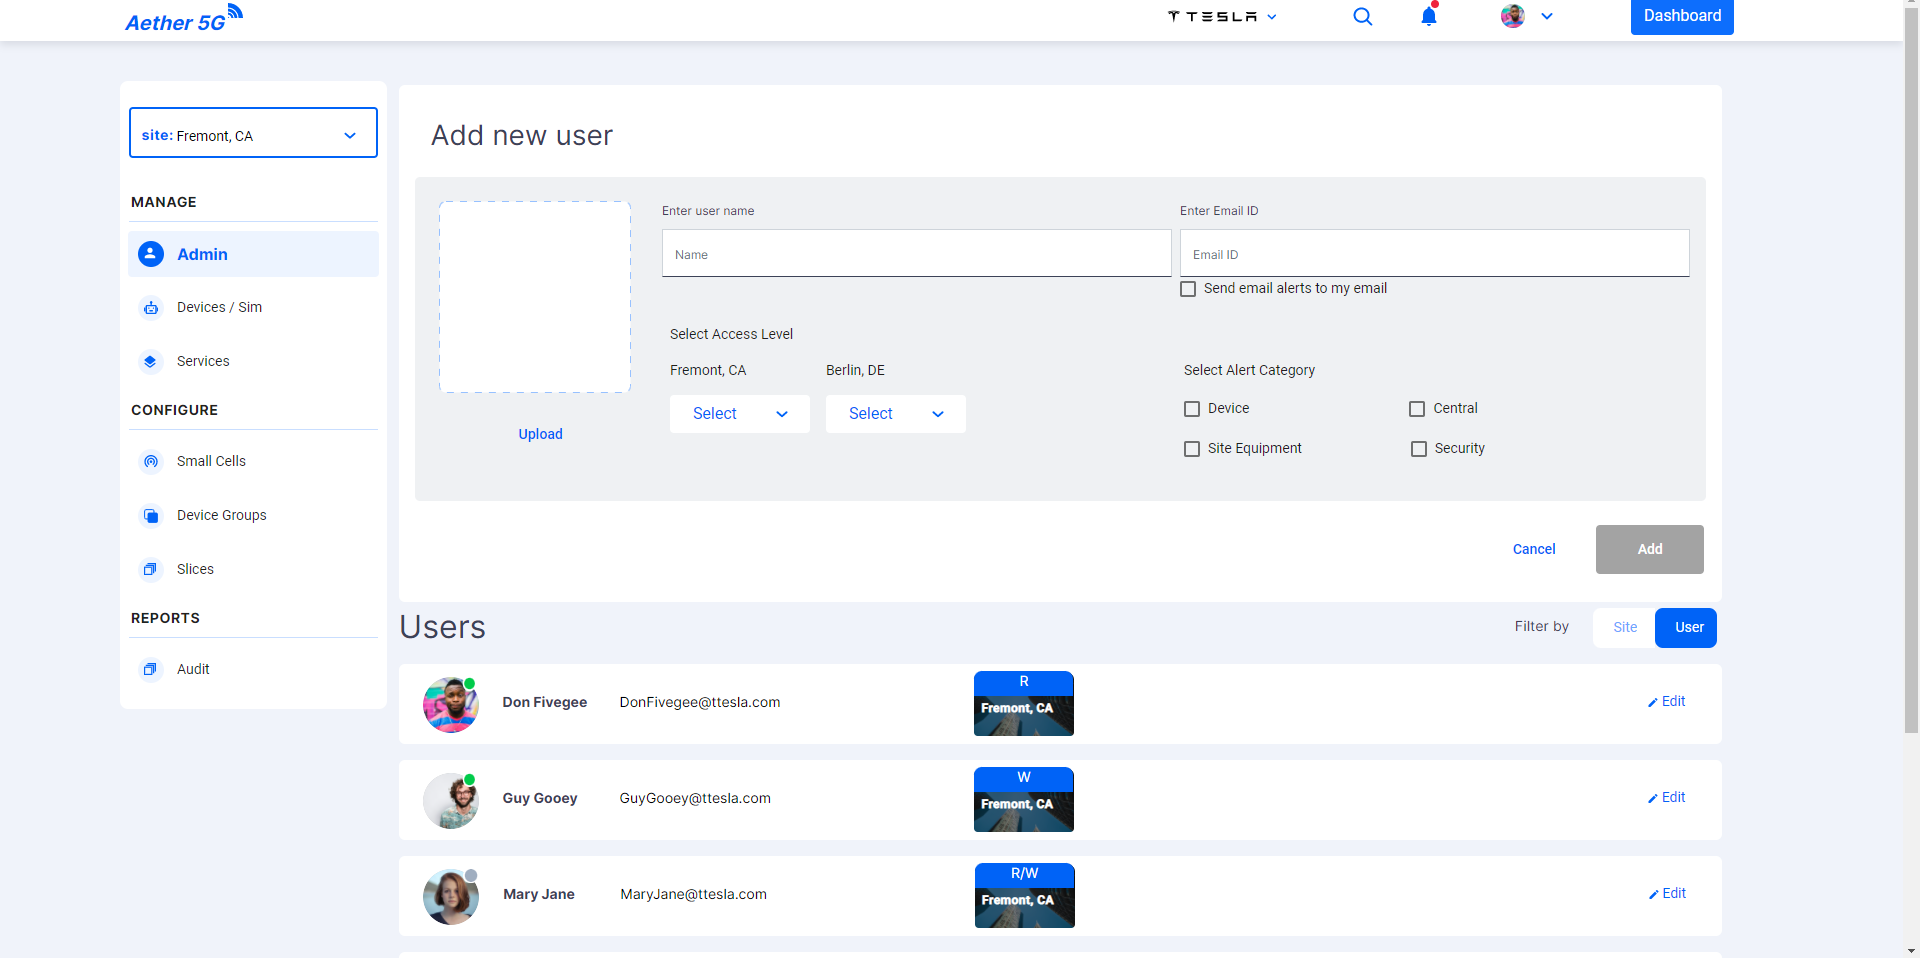 Aether 5G
TESLA
Dashboard
site: Fremont, CA
MANAGE
Admin
Devices / Sim
Services
CONFIGURE
Small Cells
Device Groups
Slices
REPORTS
Audit
Add new user
Upload
Enter user name
Name
Enter Email ID
Email ID
Send email alerts to my email
Select Access Level
Fremont, CA
Berlin, DE
Select
Select
Select Alert Category
Device
Central
Site Equipment
Security
Cancel
Add
Users
Filter by
Site
User
Don Fivegee
DonFivegee@ttesla.com
R
Fremont, CA
Edit
Guy Gooey
GuyGooey@ttesla.com
W
Fremont, CA
Edit
Mary Jane
MaryJane@ttesla.com
R/W
Fremont, CA
Edit